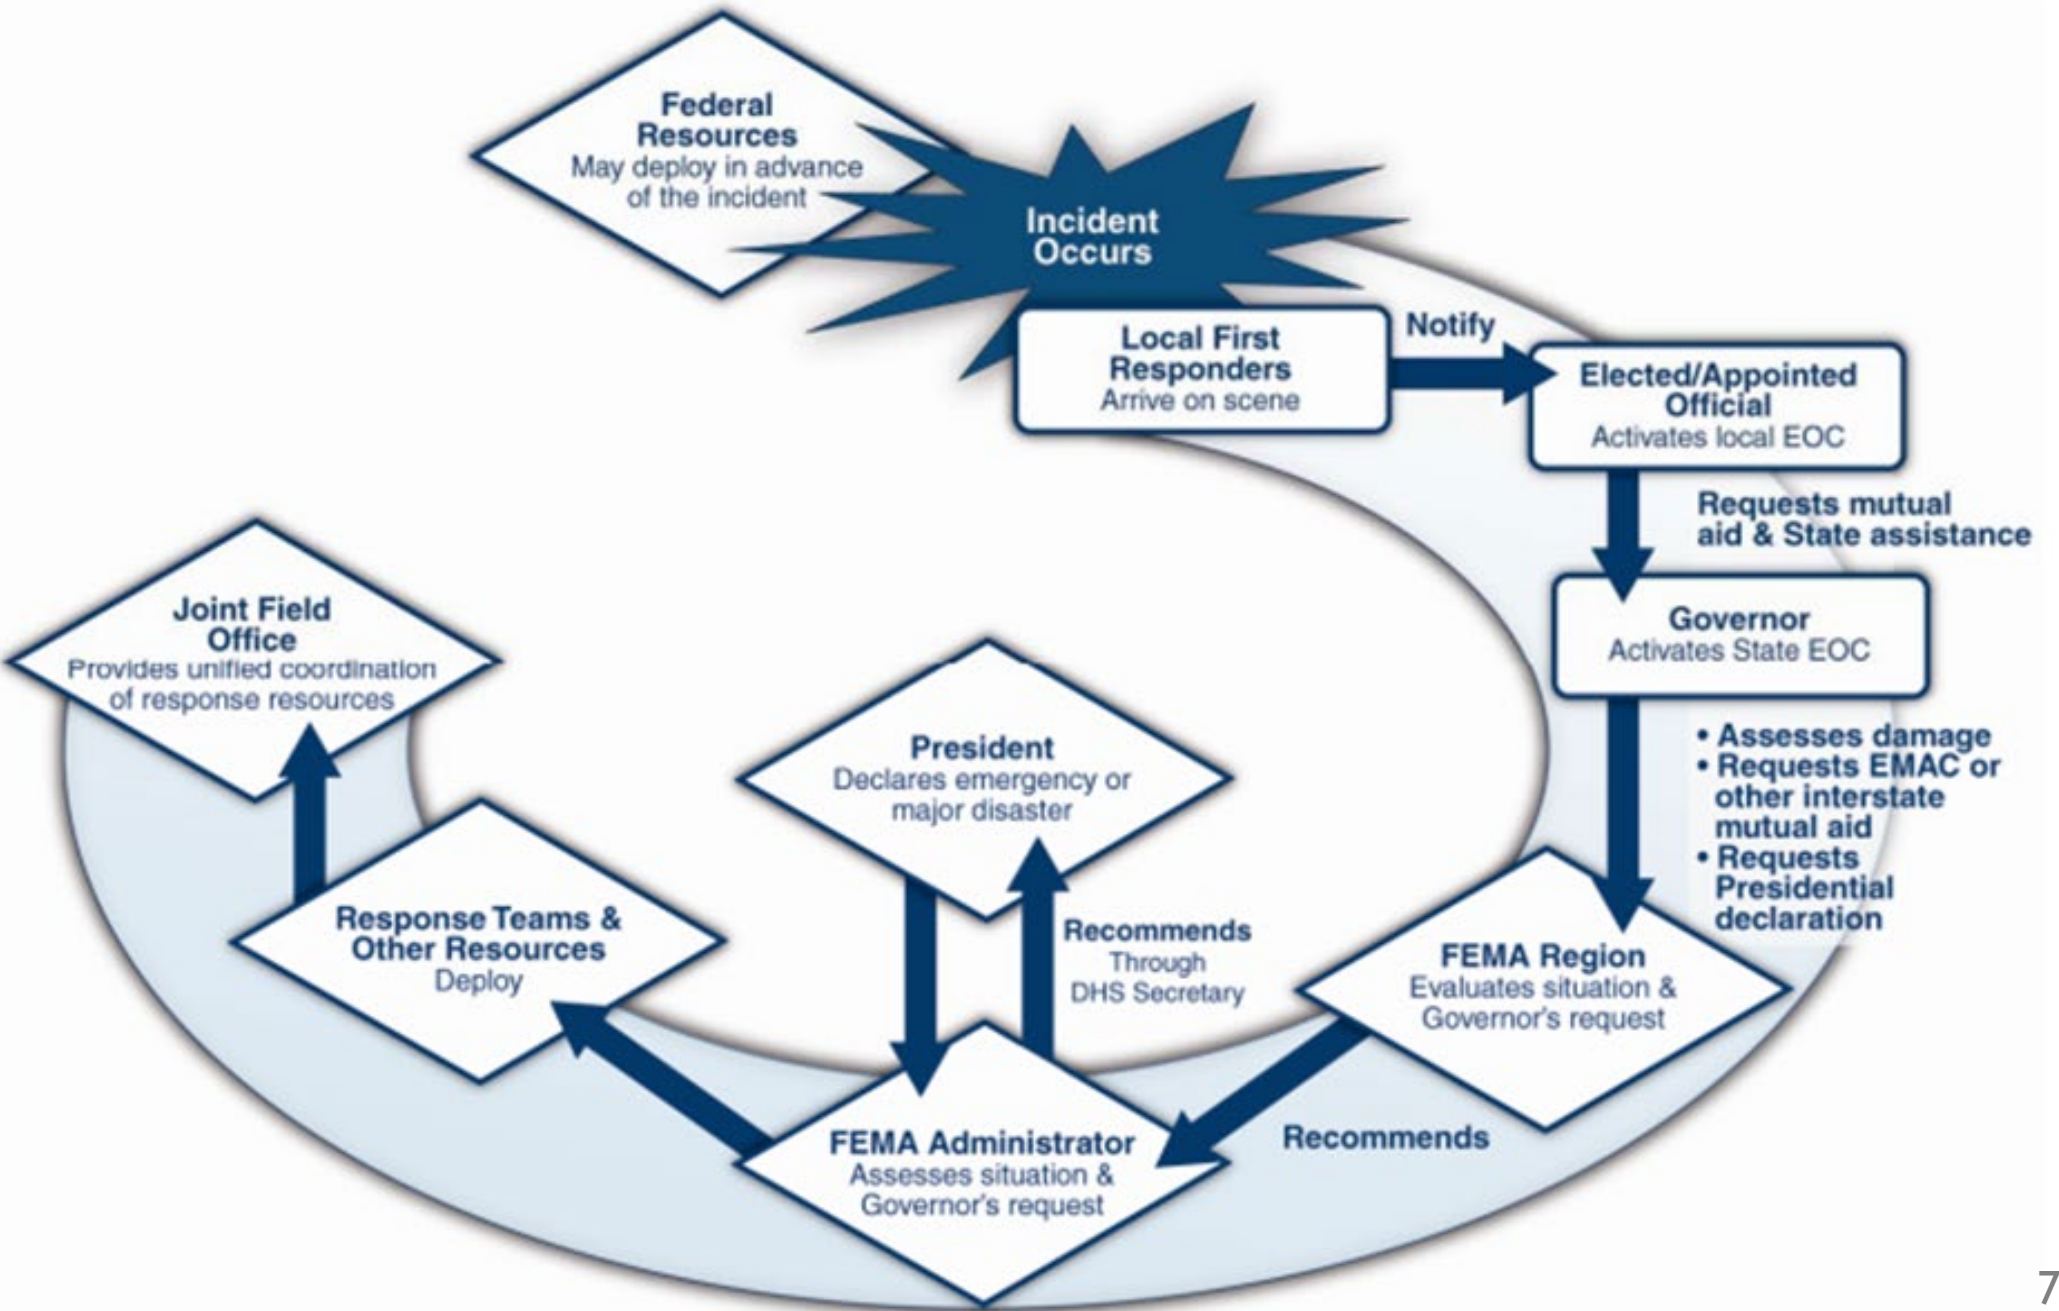 Federal
Resources
May deploy in advance
of the incident
Incident
Occurs
Local First
Responders
Arrive on scene
Notify
Elected/Appointed
Official
Activates local EOC
Requests mutual
aid & State assistance
Governor
Activates State EOC
• Assesses damage
• Requests EMAC or
other interstate
mutual aid
• Requests
Presidential
declaration
FEMA Region
Evaluates situation &
Governor's request
Recommends
FEMA Administrator
Assesses situation &
Governor's request
Recommends
Through
DHS Secretary
President
Declares emergency or
major disaster
Response Teams &
Other Resources
Deploy
Joint Field
Office
Provides unified coordination
of response resources
7